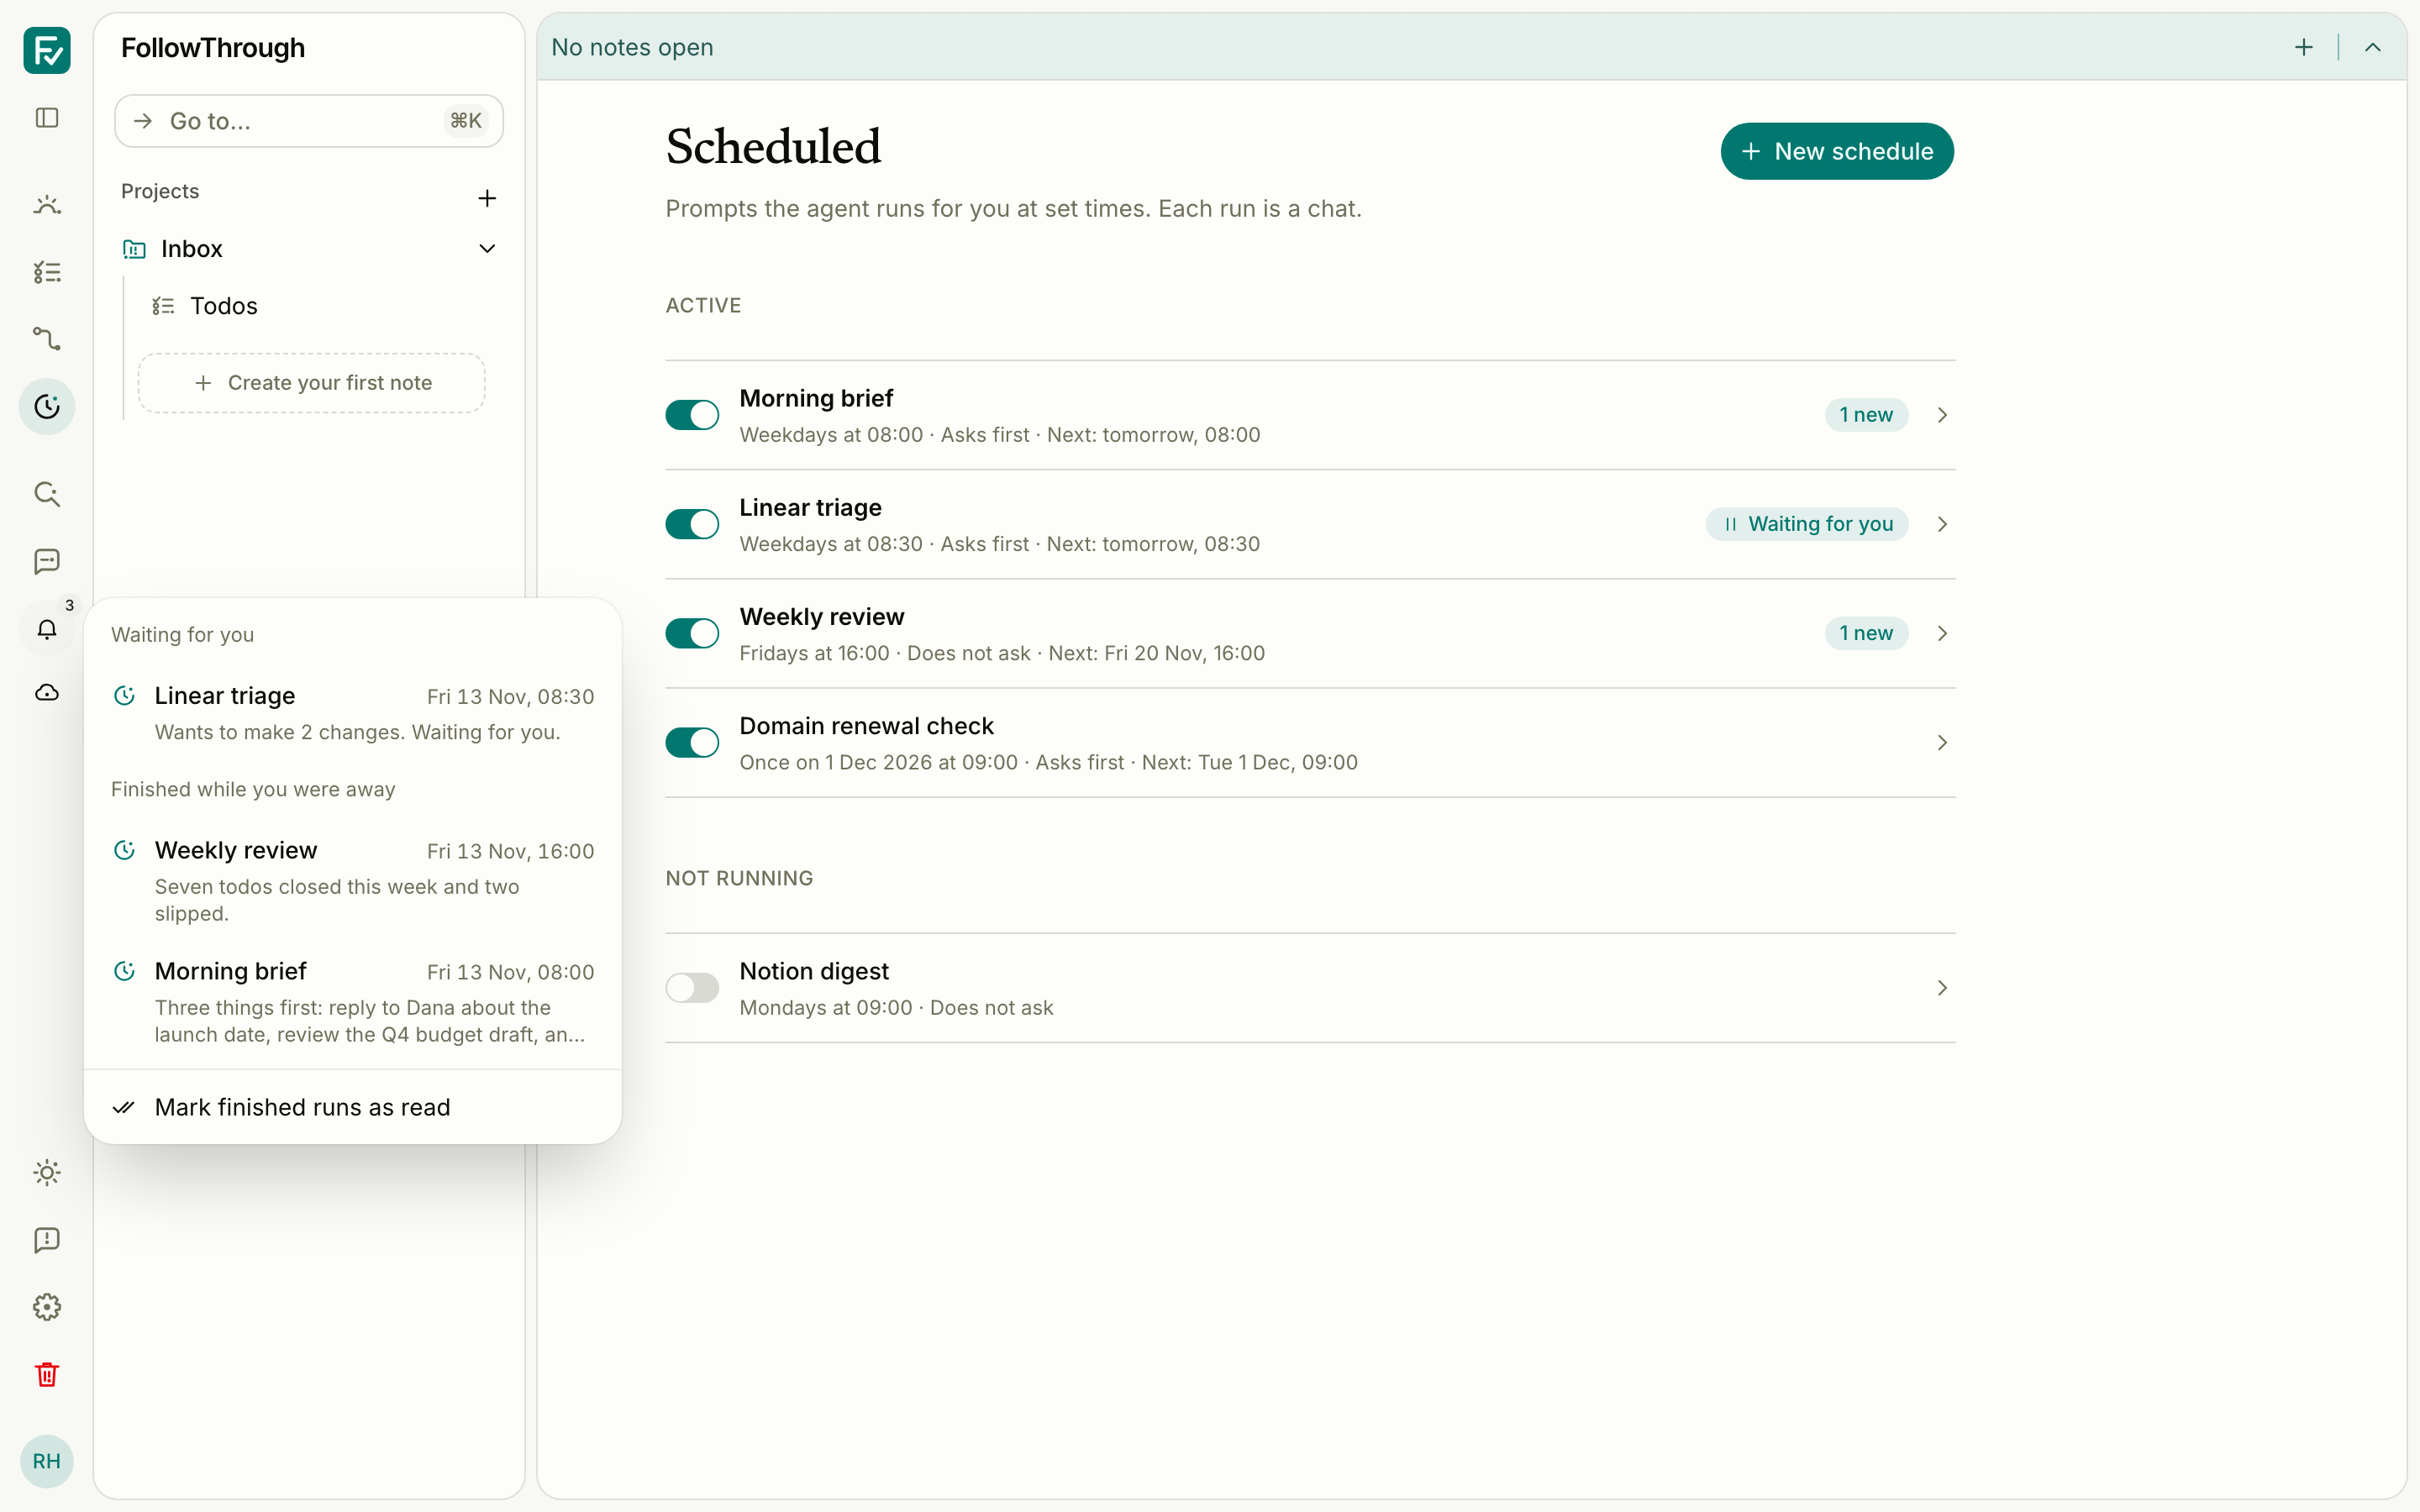 FollowThrough
Go to...
⌘K
Projects
Inbox
Todos
Create your first note
3
Waiting for you
Linear triage
Fri 13 Nov, 08:30
Wants to make 2 changes. Waiting for you.
Finished while you were away
Weekly review
Fri 13 Nov, 16:00
Seven todos closed this week and two
slipped.
Morning brief
Fri 13 Nov, 08:00
Three things first: reply to Dana about the
launch date, review the Q4 budget draft, an...
Mark finished runs as read
RH
No notes open
Scheduled
New schedule
Prompts the agent runs for you at set times. Each run is a chat.
ACTIVE
Morning brief
Weekdays at 08:00 · Asks first · Next: tomorrow, 08:00
1 new
Linear triage
Weekdays at 08:30 · Asks first · Next: tomorrow, 08:30
Waiting for you
Weekly review
Fridays at 16:00 · Does not ask · Next: Fri 20 Nov, 16:00
1 new
Domain renewal check
Once on 1 Dec 2026 at 09:00 · Asks first · Next: Tue 1 Dec, 09:00
NOT RUNNING
Notion digest
Mondays at 09:00 · Does not ask